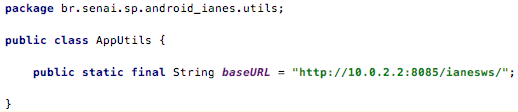 package br.senai.sp.android_ianes.utils;
public class AppUtils {
public static final String baseURL = "http://10.0.2.2:8085/ianesws/";
}